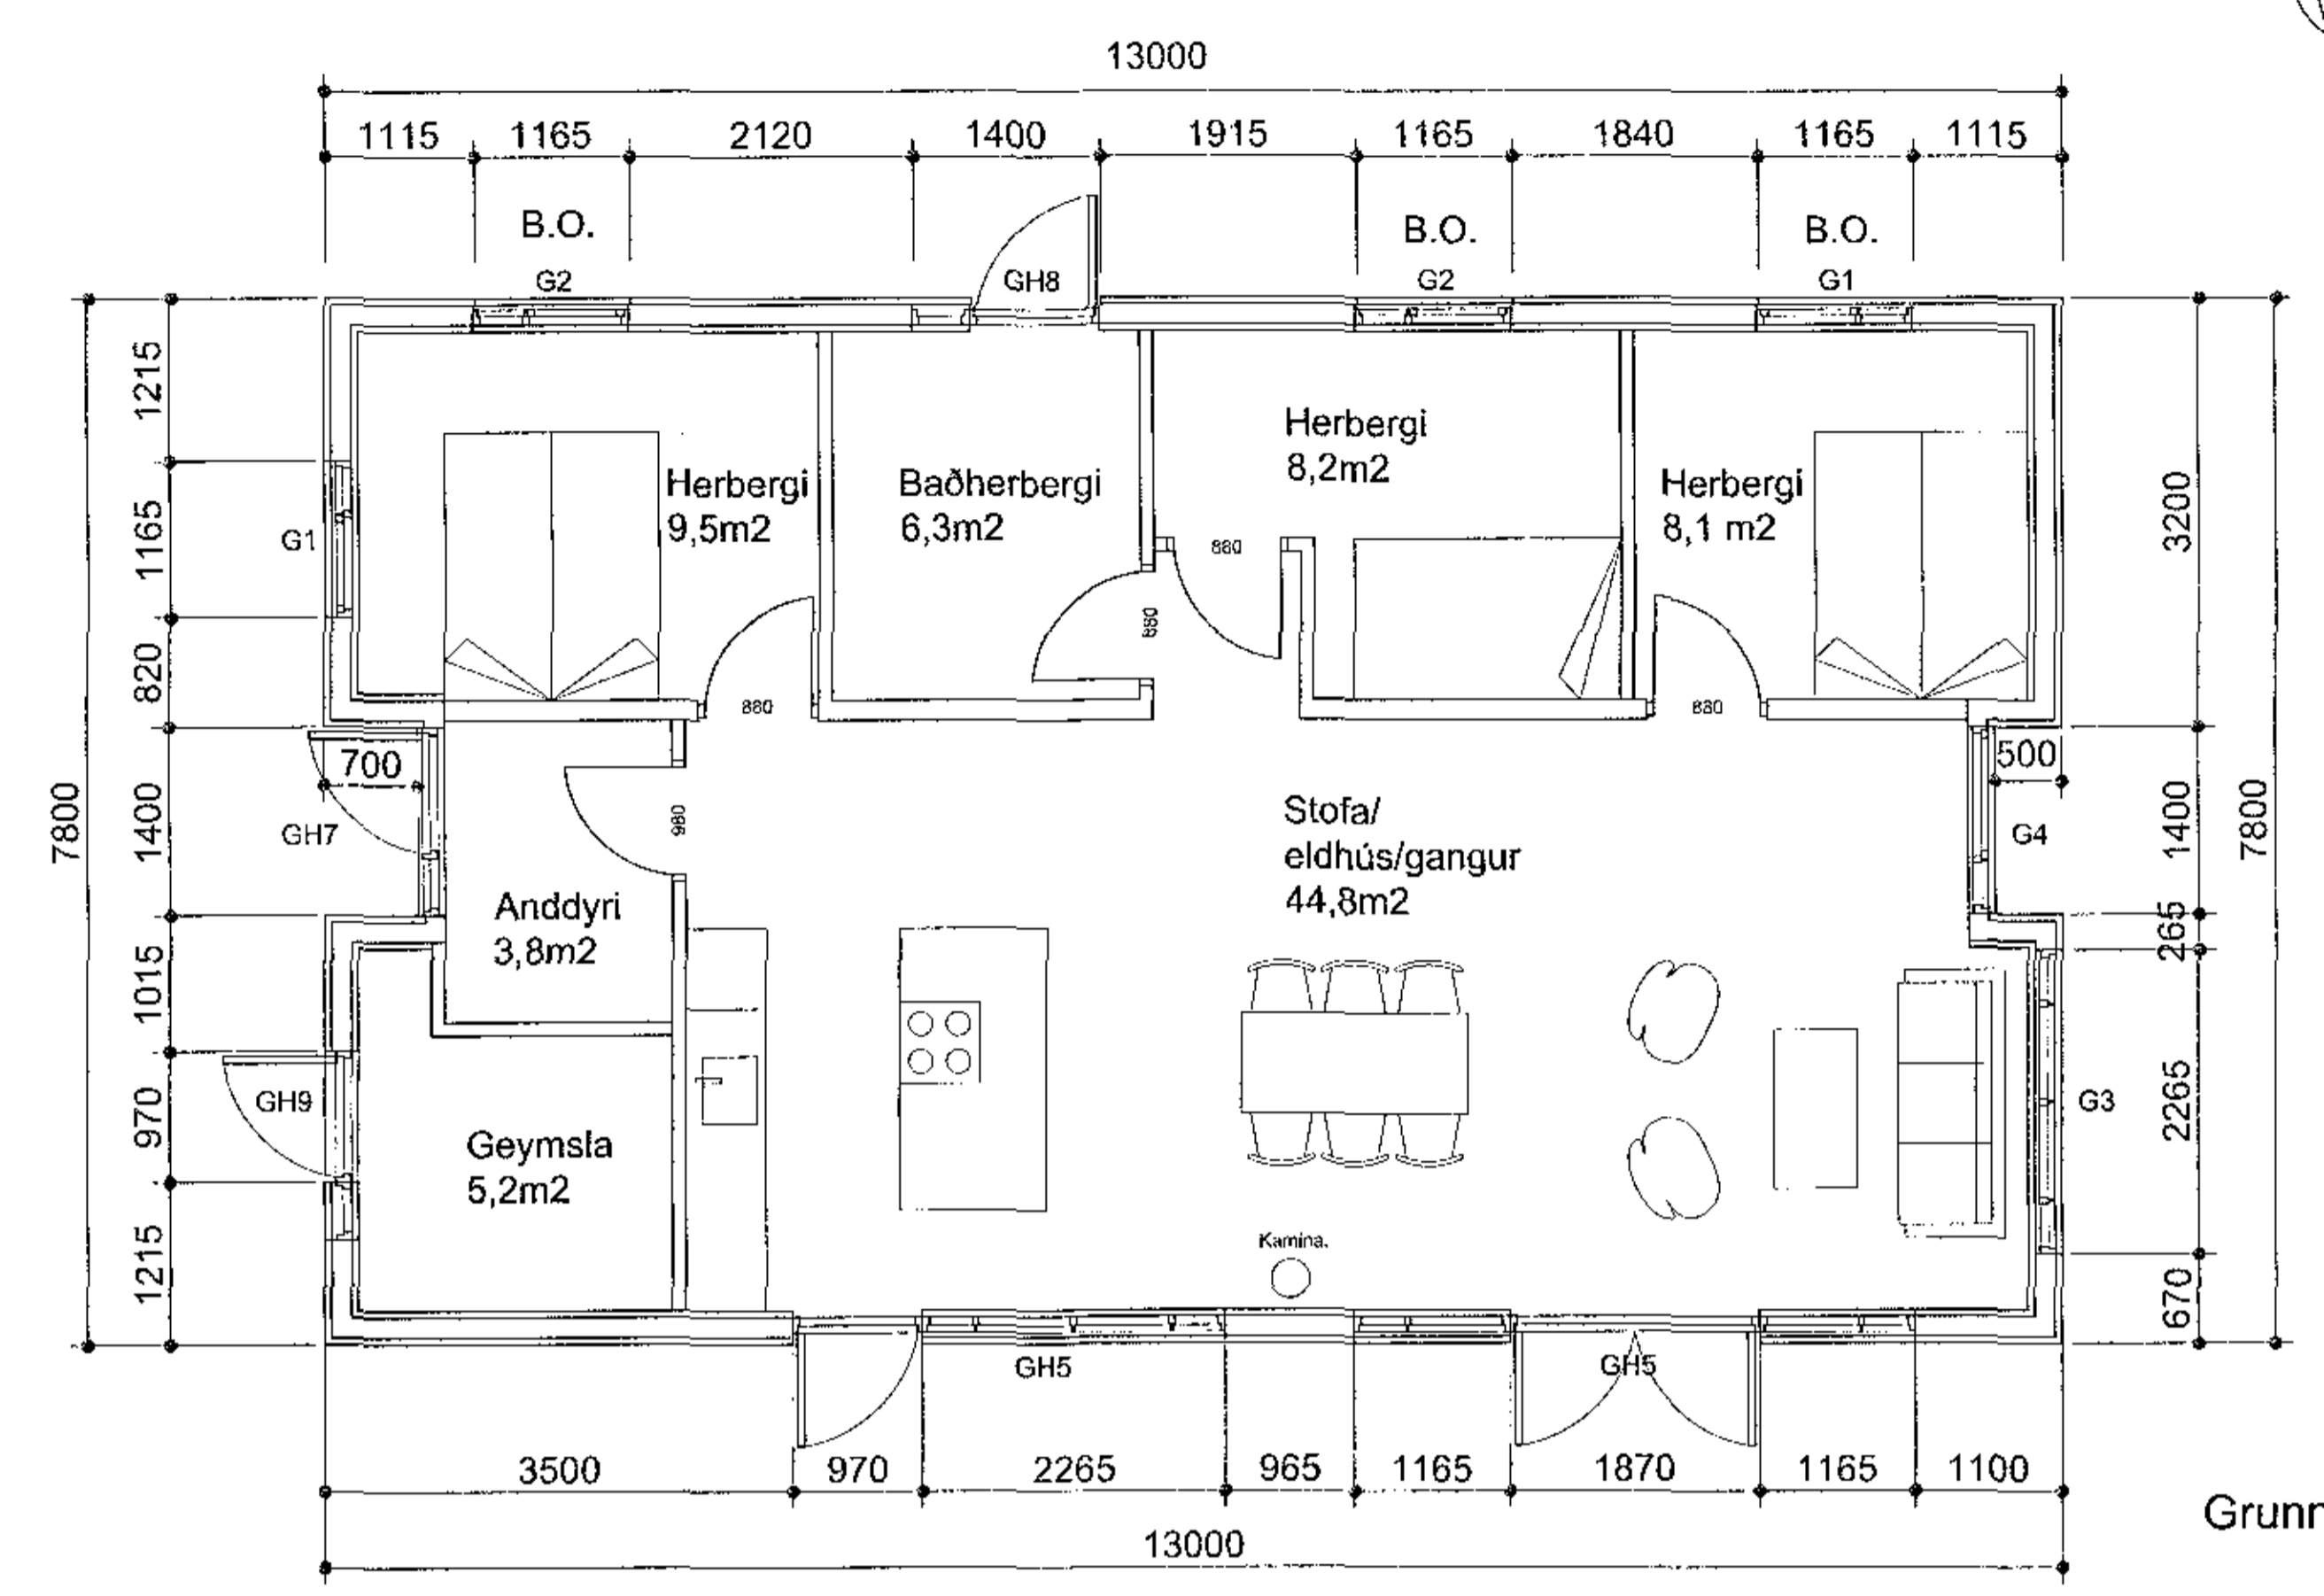 13000
1115 1165 2120 1400 1915 1165 1840 1165 1115
B.O. B.O. B.O.
G2 GH8 G2 G1
1215
1165
820
1400
1015
970
1215
7800
G1
GH7
GH9
700
Herbergi
9,5m2
Baðherbergi
6,3m2
Herbergi
8,2m2
Herbergi
8,1 m2
880
880
880
880
980
Anddyri
3,8m2
Stofa/
eldhús/gangur
44,8m2
Geymsla
5,2m2
Kamína.
500
G4
G3
3200
1400
265
2265
670
7800
GH5 GH5
3500 970 2265 965 1165 1870 1165 1100
13000